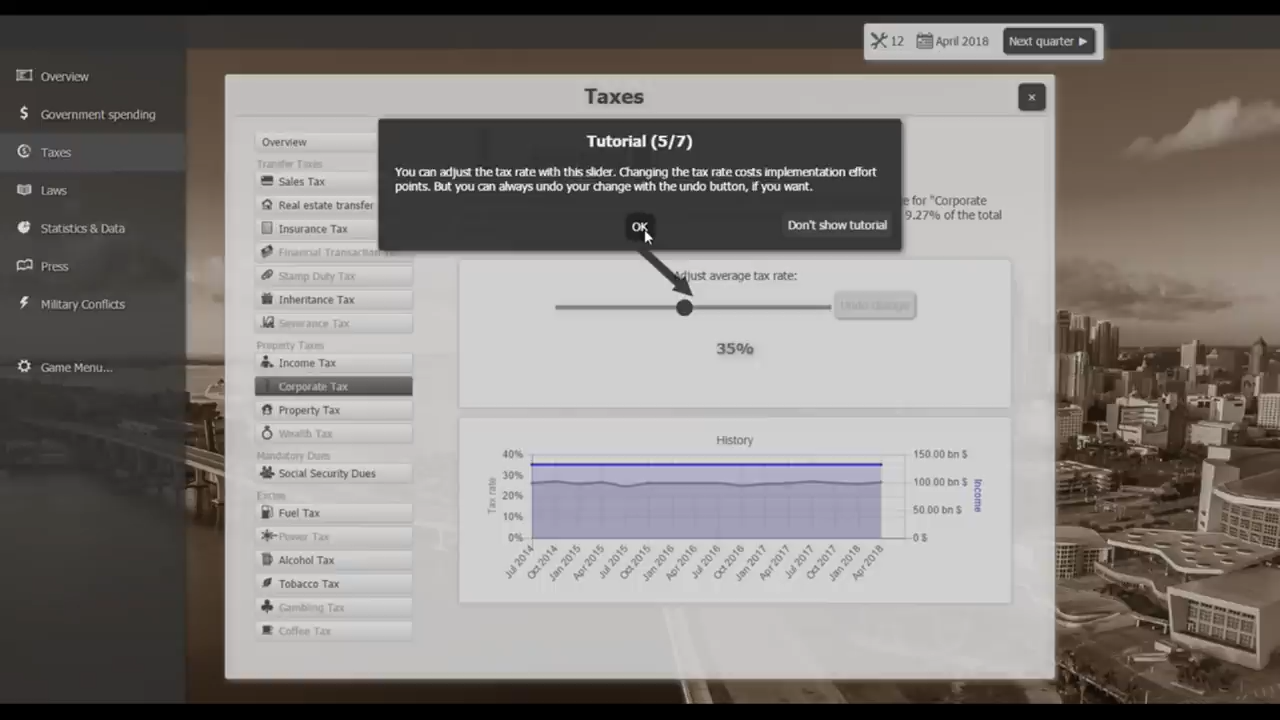 12
April 2018
Next quarter ►
Overview
Government spending
Taxes
Laws
Statistics & Data
Press
Military Conflicts
Game Menu...
Taxes
×
Overview
Transfer Taxes
Sales Tax
Real estate transfer
Insurance Tax
Financial Transaction
Stamp Duty Tax
Inheritance Tax
Severance Tax
Property Taxes
Income Tax
Corporate Tax
Property Tax
Wealth Tax
Mandatory Dues
Social Security Dues
Excise
Fuel Tax
Power Tax
Alcohol Tax
Tobacco Tax
Gambling Tax
Coffee Tax
Tutorial (5/7)
You can adjust the tax rate with this slider. Changing the tax rate costs implementation effort
points. But you can always undo your change with the undo button, if you want.
OK
Don't show tutorial
e for "Corporate
9.27% of the total
Adjust average tax rate:
Undo change
35%
History
40%
30%
20%
10%
0%
Tax rate
150.00 bn $
100.00 bn $
50.00 bn $
0 $
Income
Jul 2014
Oct 2014
Jan 2015
Apr 2015
Jul 2015
Oct 2015
Jan 2016
Apr 2016
Jul 2016
Oct 2016
Jan 2017
Apr 2017
Jul 2017
Oct 2017
Jan 2018
Apr 2018